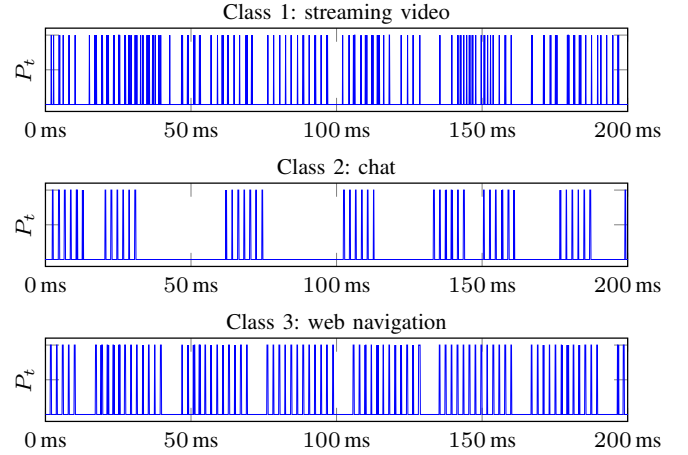 Class 1: streaming video
P_t
0 ms 50 ms 100 ms 150 ms 200 ms
Class 2: chat
P_t
0 ms 50 ms 100 ms 150 ms 200 ms
Class 3: web navigation
P_t
0 ms 50 ms 100 ms 150 ms 200 ms